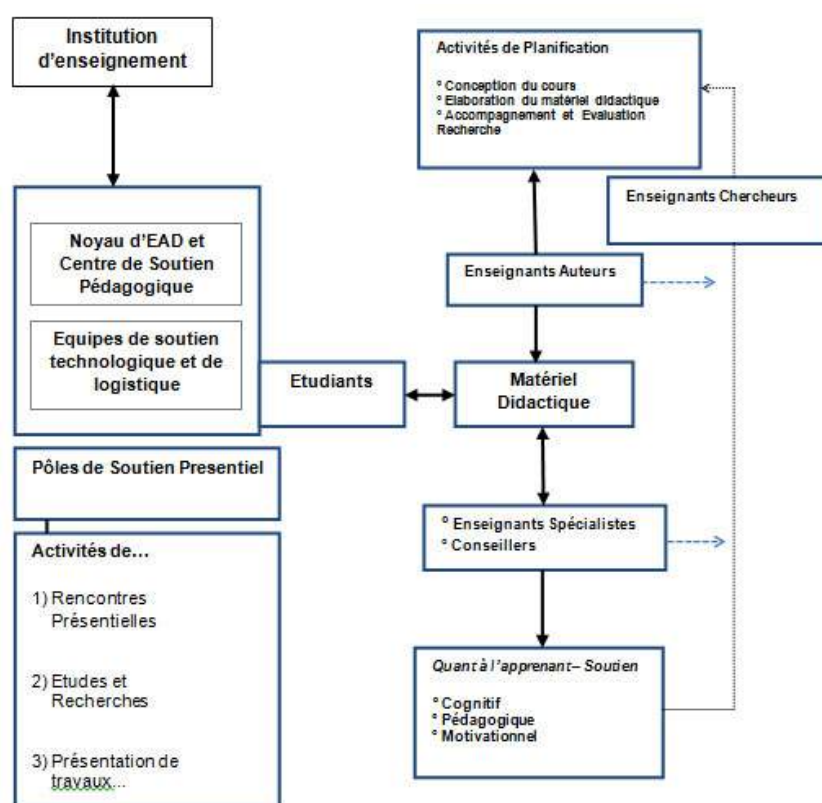 Institution
d'enseignement
Noyau d'EAD et
Centre de Soutien
Pédagogique
Equipes de soutien
technologique et de
logistique
Etudiants
Pôles de Soutien Presentiel
Activités de...
1) Rencontres
Présentielles
2) Etudes et
Recherches
3) Présentation de
travaux...
Activités de Planification
° Conception du cours
° Elaboration du matériel didactique
° Accompagnement et Evaluation
Recherche
Enseignants Chercheurs
Enseignants Auteurs
Matériel
Didactique
° Enseignants Spécialistes
° Conseillers
Quant à l'apprenant – Soutien
° Cognitif
° Pédagogique
° Motivationnel